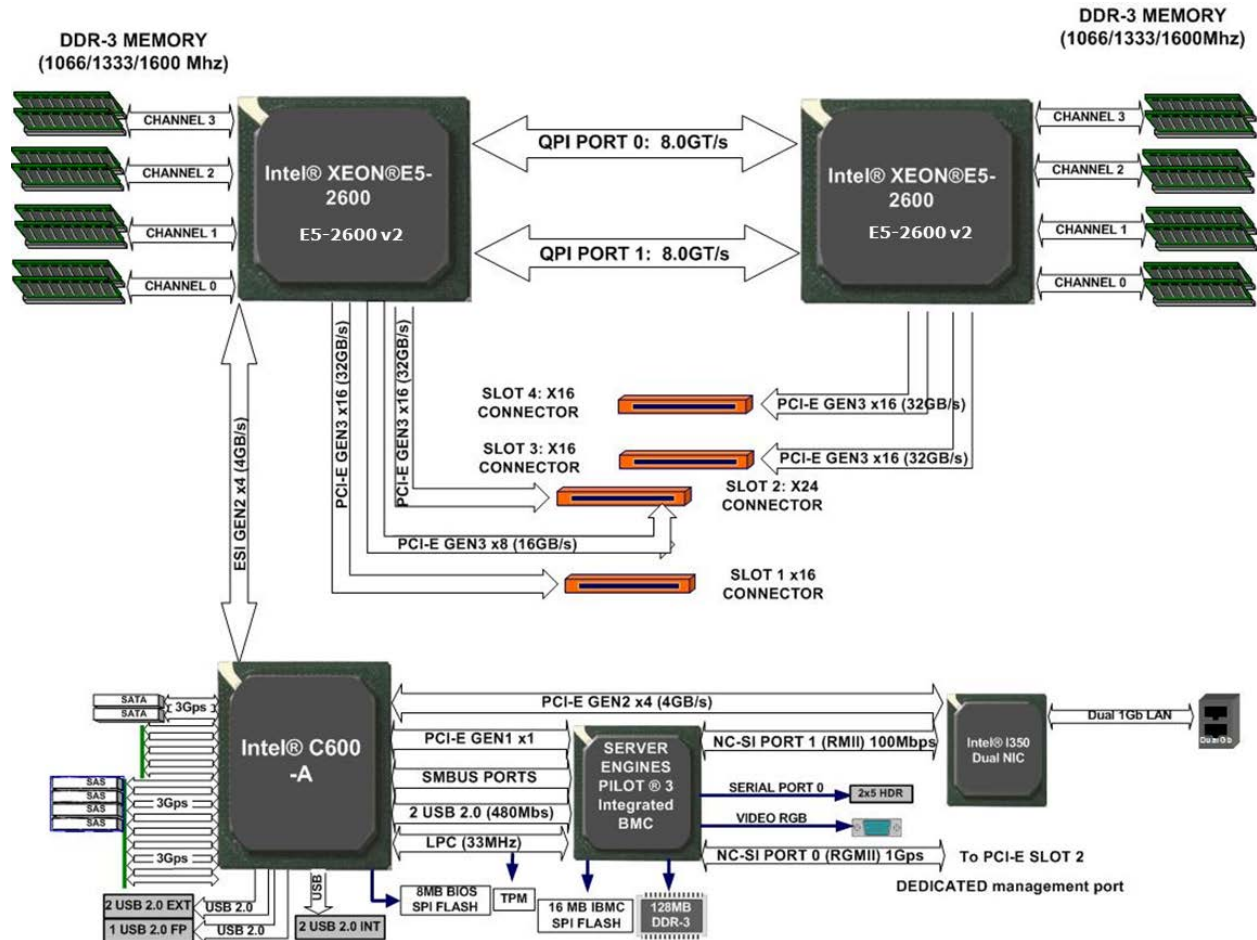 DDR-3 MEMORY
(1066/1333/1600 Mhz)
DDR-3 MEMORY
(1066/1333/1600Mhz)
CHANNEL 3
CHANNEL 2
CHANNEL 1
CHANNEL 0
Intel® XEON®E5-
2600
E5-2600 v2
QPI PORT 0: 8.0GT/s
QPI PORT 1: 8.0GT/s
Intel® XEON®E5-
2600
E5-2600 v2
CHANNEL 3
CHANNEL 2
CHANNEL 1
CHANNEL 0
ESI GEN2 x4 (4GB/s)
PCI-E GEN3 x16 (32GB/s)
PCI-E GEN3 x16 (32GB/s)
SLOT 4: X16
CONNECTOR
PCI-E GEN3 x16 (32GB/s)
SLOT 3: X16
CONNECTOR
PCI-E GEN3 x16 (32GB/s)
SLOT 2: X24
CONNECTOR
PCI-E GEN3 x8 (16GB/s)
SLOT 1 x16
CONNECTOR
SATA
SATA
3Gps
SAS
SAS
SAS
SAS
3Gps
3Gps
Intel® C600
-A
PCI-E GEN2 x4 (4GB/s)
PCI-E GEN1 x1
SMBUS PORTS
2 USB 2.0 (480Mbs)
LPC (33MHz)
SERVER
ENGINES
PILOT ® 3
Integrated
BMC
NC-SI PORT 1 (RMII) 100Mbps
Intel® I350
Dual NIC
Dual 1Gb LAN
Dual Gb
SERIAL PORT 0
2x5 HDR
VIDEO RGB
NC-SI PORT 0 (RGMII) 1Gps
To PCI-E SLOT 2
DEDICATED management port
2 USB 2.0 EXT
USB 2.0
1 USB 2.0 FP
USB 2.0
USB
2 USB 2.0 INT
8MB BIOS
SPI FLASH
TPM
16 MB IBMC
SPI FLASH
128MB
DDR-3